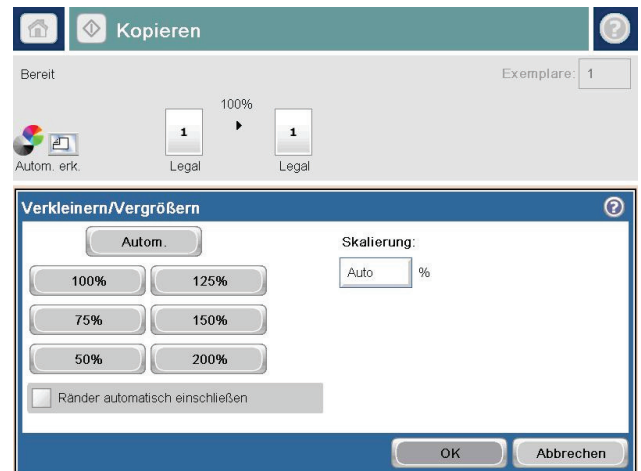 Kopieren
Bereit
Exemplare: 1
100%
1
1
Autom. erk.
Legal
Legal
Verkleinern/Vergrößern
Autom.
Skalierung:
100%
125%
Auto %
75%
150%
50%
200%
Ränder automatisch einschließen
OK
Abbrechen